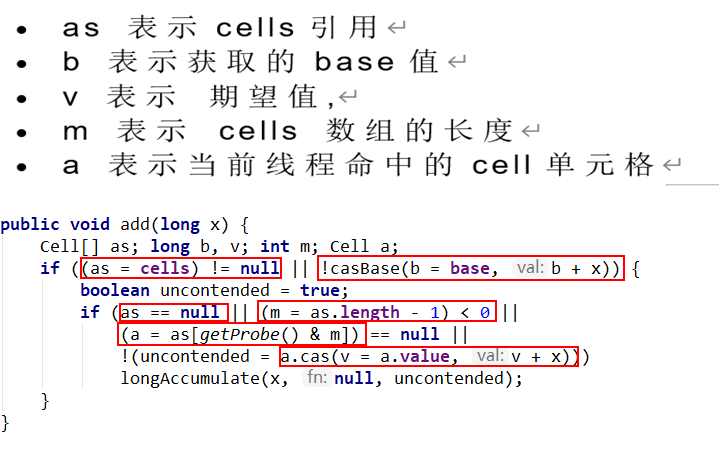 • as 表示 cells 引用↵
• b 表示获取的 base 值↵
• v 表示 期望值,↵
• m 表示 cells 数组的长度↵
• a 表示当前线程命中的 cell 单元格↵
public void add(long x) {
Cell[] as; long b, v; int m; Cell a;
if ((as = cells) != null || !casBase(b = base, val: b + x)) {
boolean uncontended = true;
if (as == null || (m = as.length - 1) < 0 ||
(a = as[getProbe() & m]) == null ||
!(uncontended = a.cas(v = a.value, val: v + x)))
longAccumulate(x, fn: null, uncontended);
}
}